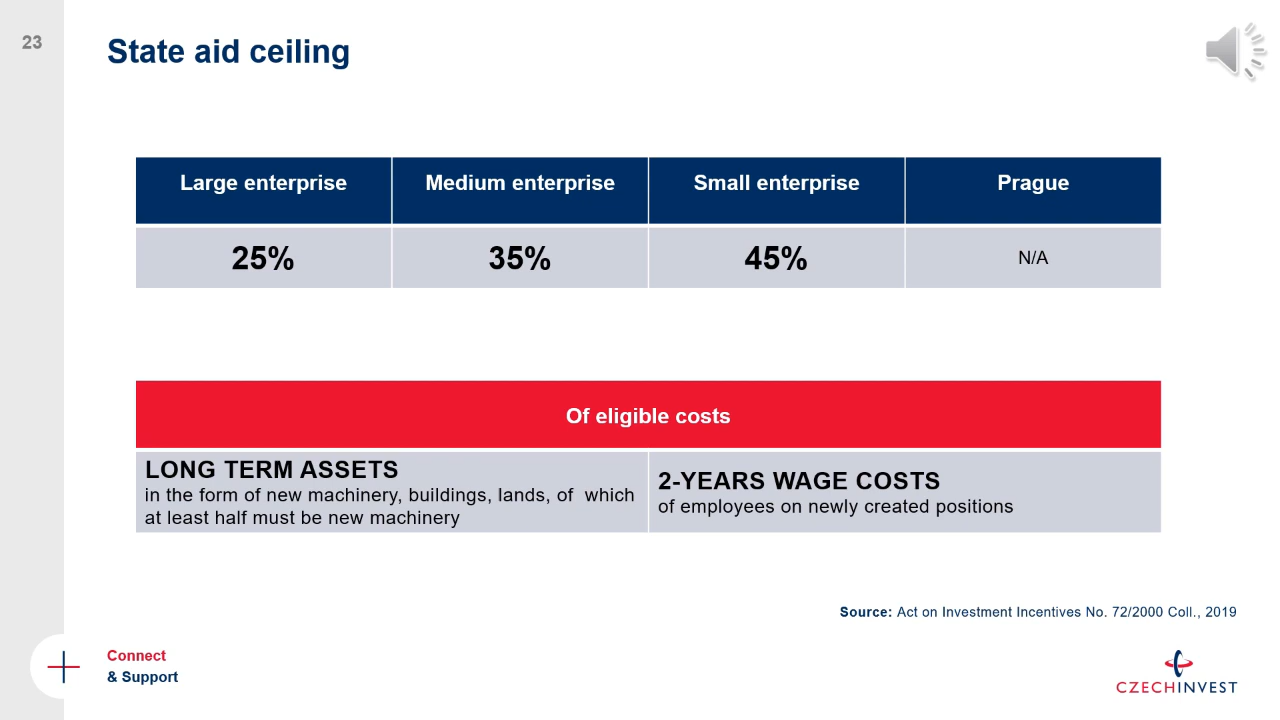 23
State aid ceiling
Large enterprise
Medium enterprise
Small enterprise
Prague
25%
35%
45%
N/A
Of eligible costs
LONG TERM ASSETS
in the form of new machinery, buildings, lands, of which
at least half must be new machinery
2-YEARS WAGE COSTS
of employees on newly created positions
Source: Act on Investment Incentives No. 72/2000 Coll., 2019
Connect
& Support
CZECHINVEST